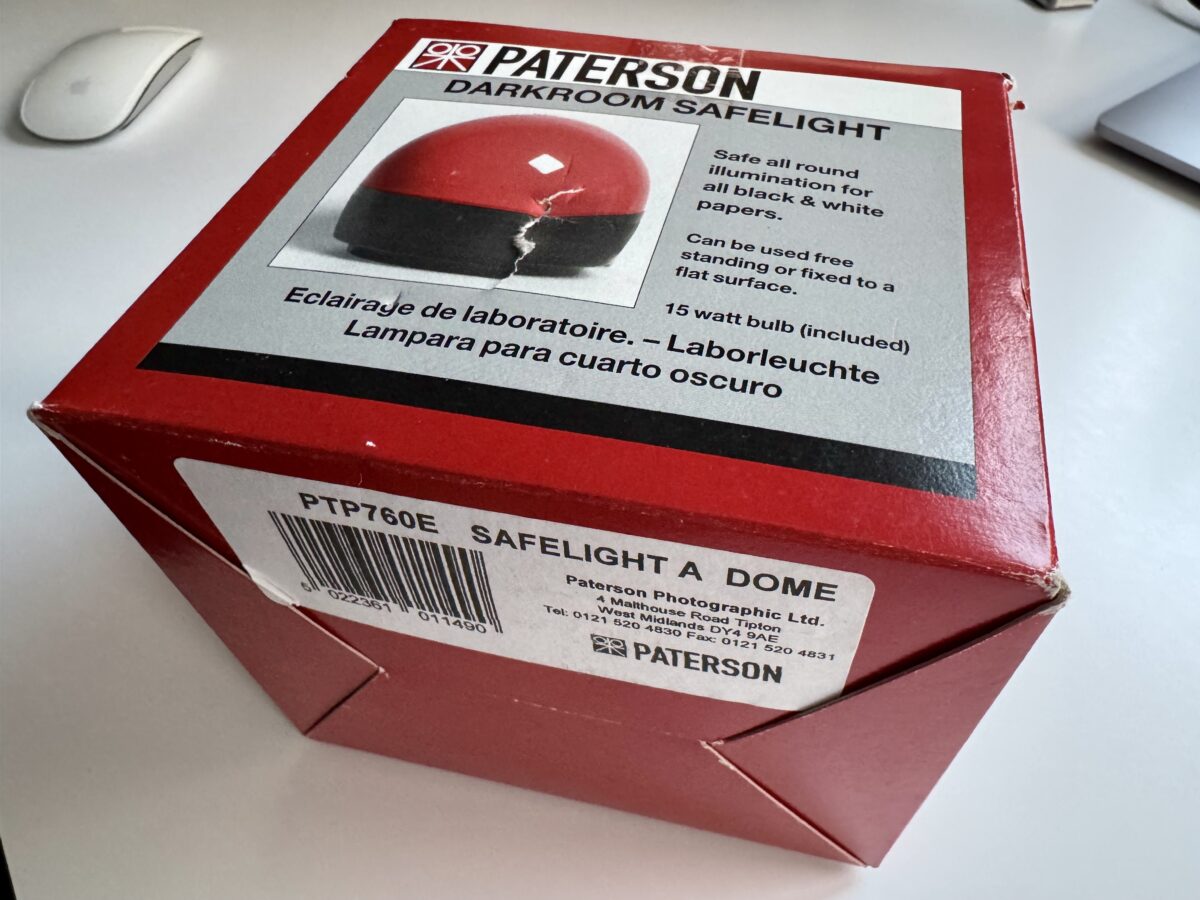 PATERSON
DARKROOM SAFELIGHT
Safe all round
illumination for
all black & white
papers.
Can be used free
standing or fixed to a
flat surface.
15 watt bulb (included)
Eclairage de laboratoire. – Laborleuchte
Lampara para cuarto oscuro
PTP760E SAFELIGHT A DOME
5 022361 011490
Paterson Photographic Ltd.
4 Malthouse Road Tipton
West Midlands DY4 9AE
Tel: 0121 520 4830 Fax: 0121 520 4831
PATERSON